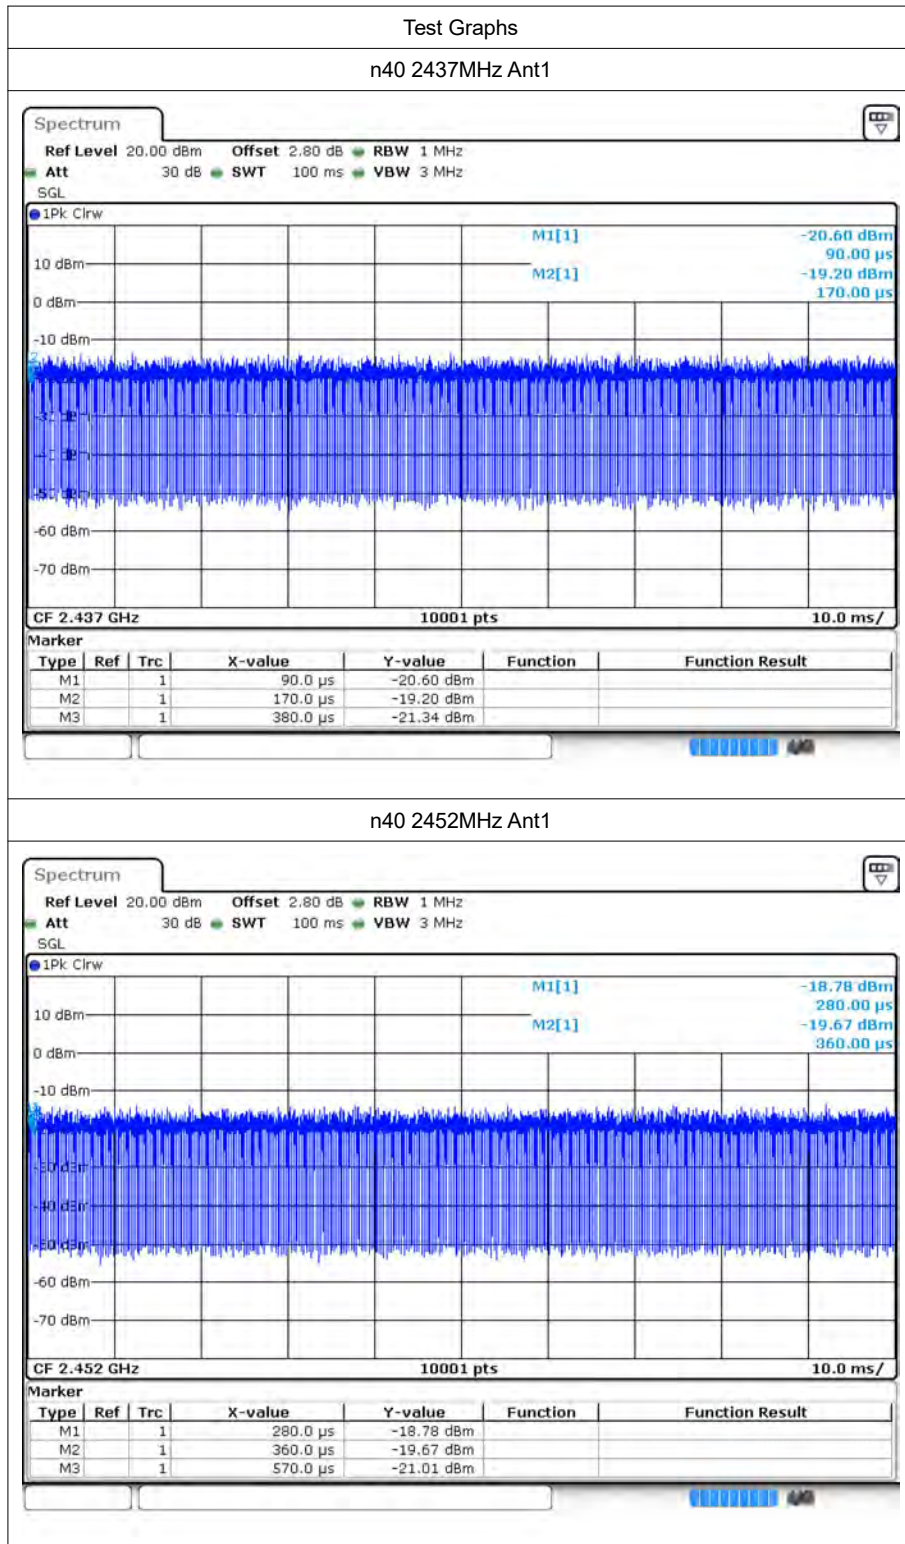 Test Graphs
n40 2437MHz Ant1
Spectrum
Ref Level 20.00 dBm Offset 2.80 dB RBW 1 MHz
Att 30 dB SWT 100 ms VBW 3 MHz
SGL
1Pk Clrw
M1[1] -20.60 dBm
90.00 µs
10 dBm
M2[1] -19.20 dBm
170.00 µs
0 dBm
-10 dBm
-60 dBm
-70 dBm
CF 2.437 GHz 10001 pts 10.0 ms/
Marker
Type Ref Trc X-value Y-value Function Function Result
M1 1 90.0 µs -20.60 dBm
M2 1 170.0 µs -19.20 dBm
M3 1 380.0 µs -21.34 dBm
n40 2452MHz Ant1
Spectrum
Ref Level 20.00 dBm Offset 2.80 dB RBW 1 MHz
Att 30 dB SWT 100 ms VBW 3 MHz
SGL
1Pk Clrw
M1[1] -18.78 dBm
280.00 µs
10 dBm
M2[1] -19.67 dBm
360.00 µs
0 dBm
-10 dBm
-60 dBm
-70 dBm
CF 2.452 GHz 10001 pts 10.0 ms/
Marker
Type Ref Trc X-value Y-value Function Function Result
M1 1 280.0 µs -18.78 dBm
M2 1 360.0 µs -19.67 dBm
M3 1 570.0 µs -21.01 dBm